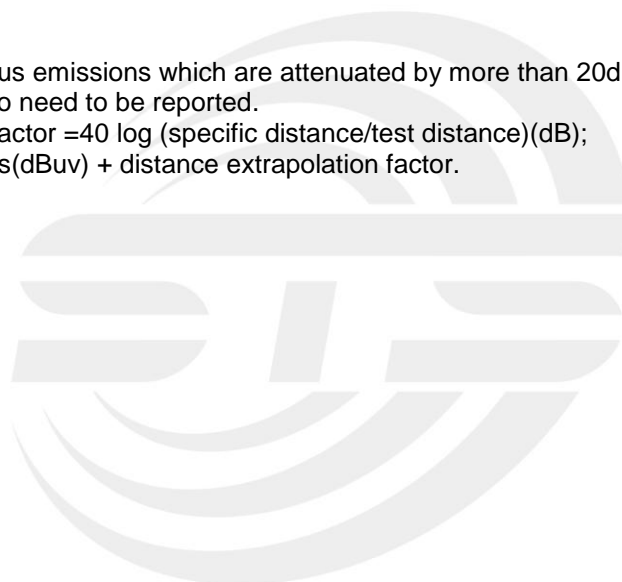 us emissions which are attenuated by more than 20d
o need to be reported.
actor =40 log (specific distance/test distance)(dB);
s(dBuv) + distance extrapolation factor.
STS